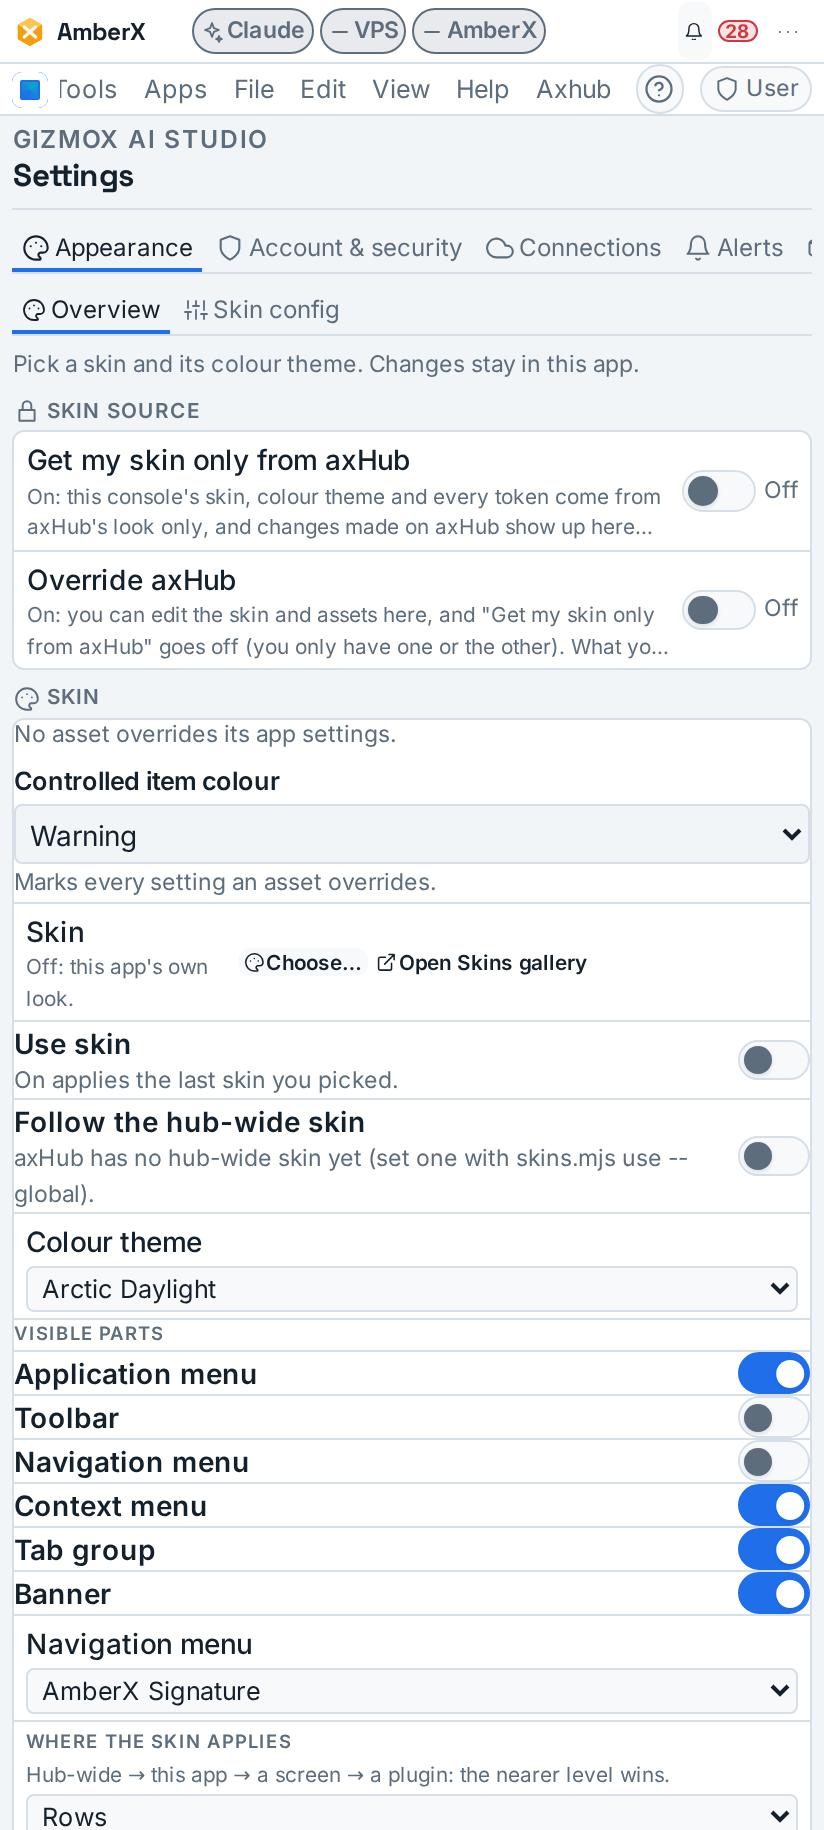 AmberX Claude VPS AmberX 28 ...
Tools Apps File Edit View Help Axhub User
GIZMOX AI STUDIO
Settings
Appearance Account & security Connections Alerts
Overview Skin config
Pick a skin and its colour theme. Changes stay in this app.
SKIN SOURCE
Get my skin only from axHub
On: this console's skin, colour theme and every token come from
axHub's look only, and changes made on axHub show up here...
Off
Override axHub
On: you can edit the skin and assets here, and "Get my skin only
from axHub" goes off (you only have one or the other). What yo...
Off
SKIN
No asset overrides its app settings.
Controlled item colour
Warning
Marks every setting an asset overrides.
Skin
Off: this app's own
look.
Choose... Open Skins gallery
Use skin
On applies the last skin you picked.
Follow the hub-wide skin
axHub has no hub-wide skin yet (set one with skins.mjs use --
global).
Colour theme
Arctic Daylight
VISIBLE PARTS
Application menu
Toolbar
Navigation menu
Context menu
Tab group
Banner
Navigation menu
AmberX Signature
WHERE THE SKIN APPLIES
Hub-wide → this app → a screen → a plugin: the nearer level wins.
Rows